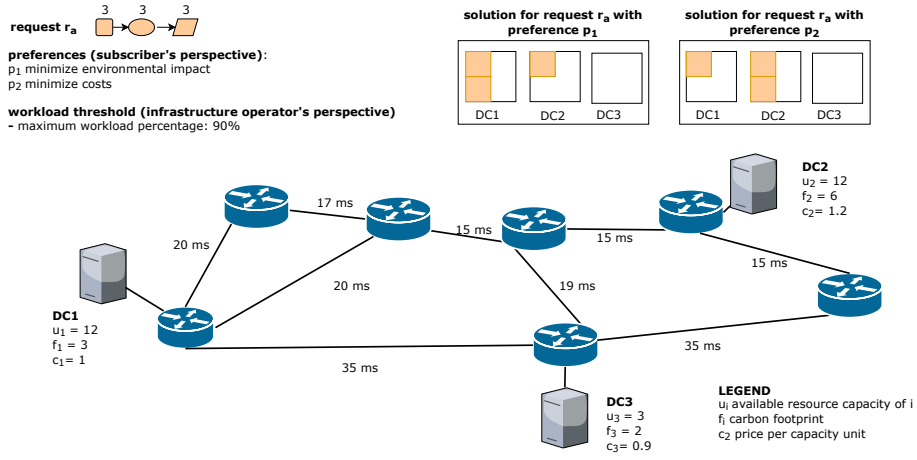 3 3 3
request ra
preferences (subscriber's perspective):
p1 minimize environmental impact
p2 minimize costs
workload threshold (infrastructure operator's perspective)
- maximum workload percentage: 90%
solution for request ra with
preference p1
DC1 DC2 DC3
solution for request ra with
preference p2
DC1 DC2 DC3
DC2
u2 = 12
f2 = 6
c2= 1.2
17 ms
20 ms
15 ms
15 ms
15 ms
20 ms
19 ms
DC1
u1 = 12
f1 = 3
c1= 1
35 ms
35 ms
DC3
u3 = 3
f3 = 2
c3= 0.9
LEGEND
ui available resource capacity of i
fi carbon footprint
c2 price per capacity unit